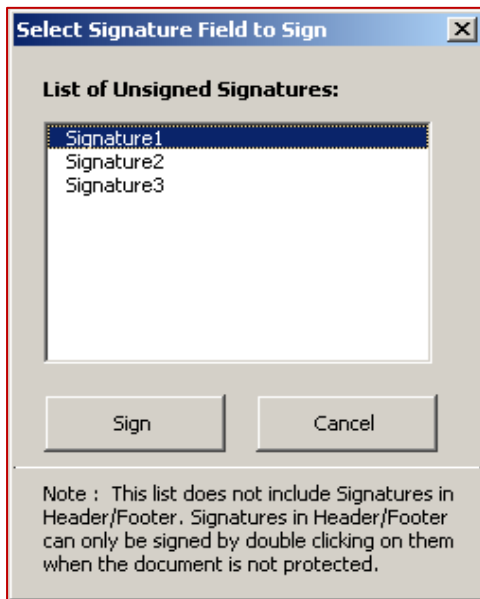 Select Signature Field to Sign
List of Unsigned Signatures:
Signature1
Signature2
Signature3
Sign
Cancel
Note : This list does not include Signatures in
Header/Footer. Signatures in Header/Footer
can only be signed by double clicking on them
when the document is not protected.